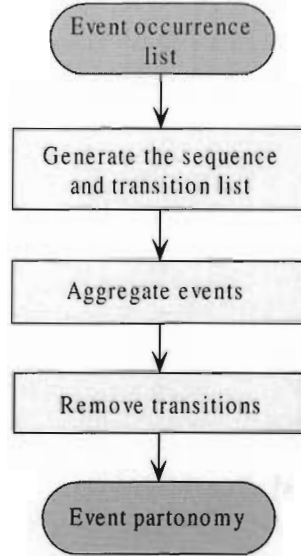 Event occurrence
list
Generate the sequence
and transition list
Aggregate events
Remove transitions
Event partonomy